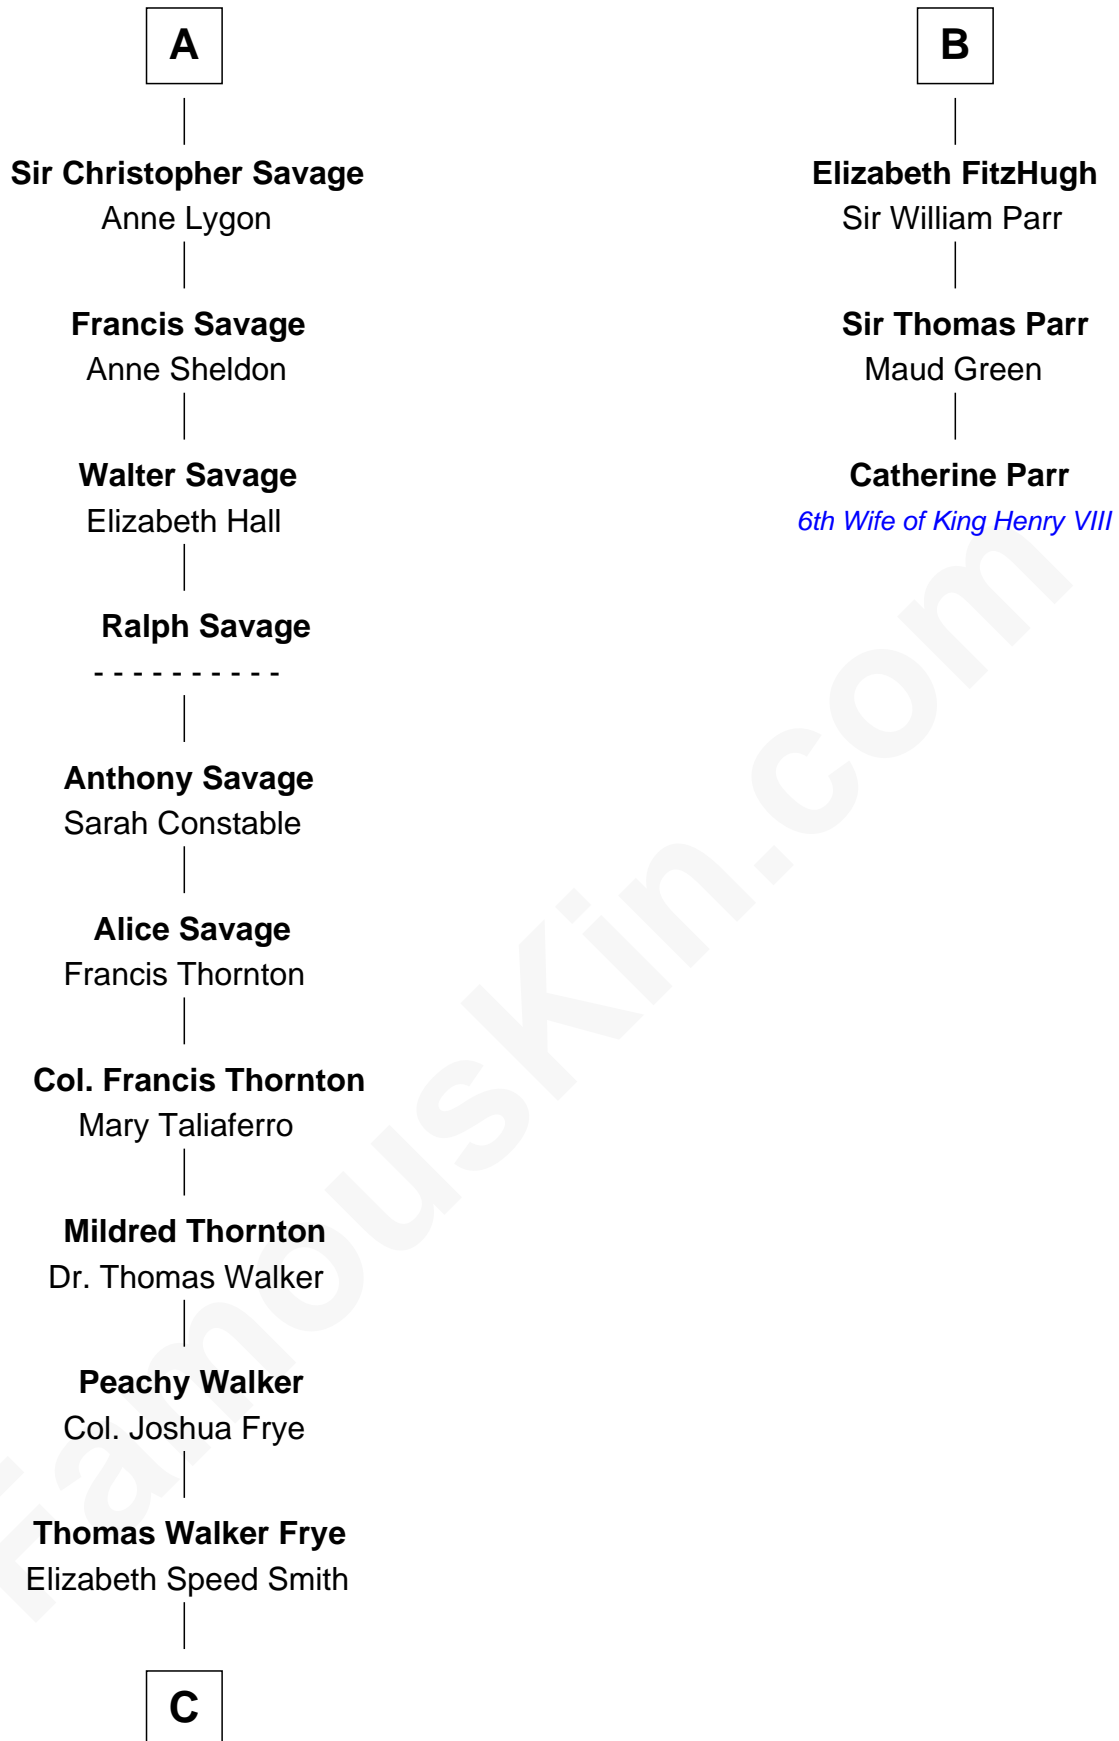 A
B
Sir Christopher Savage
Anne Lygon
Elizabeth FitzHugh
Sir William Parr
Francis Savage
Anne Sheldon
Sir Thomas Parr
Maud Green
Walter Savage
Elizabeth Hall
Catherine Parr
6th Wife of King Henry VIII
Ralph Savage
- - - - - - - - - -
Anthony Savage
Sarah Constable
Alice Savage
Francis Thornton
Col. Francis Thornton
Mary Taliaferro
Mildred Thornton
Dr. Thomas Walker
Peachy Walker
Col. Joshua Frye
Thomas Walker Frye
Elizabeth Speed Smith
C
FamousKin.com